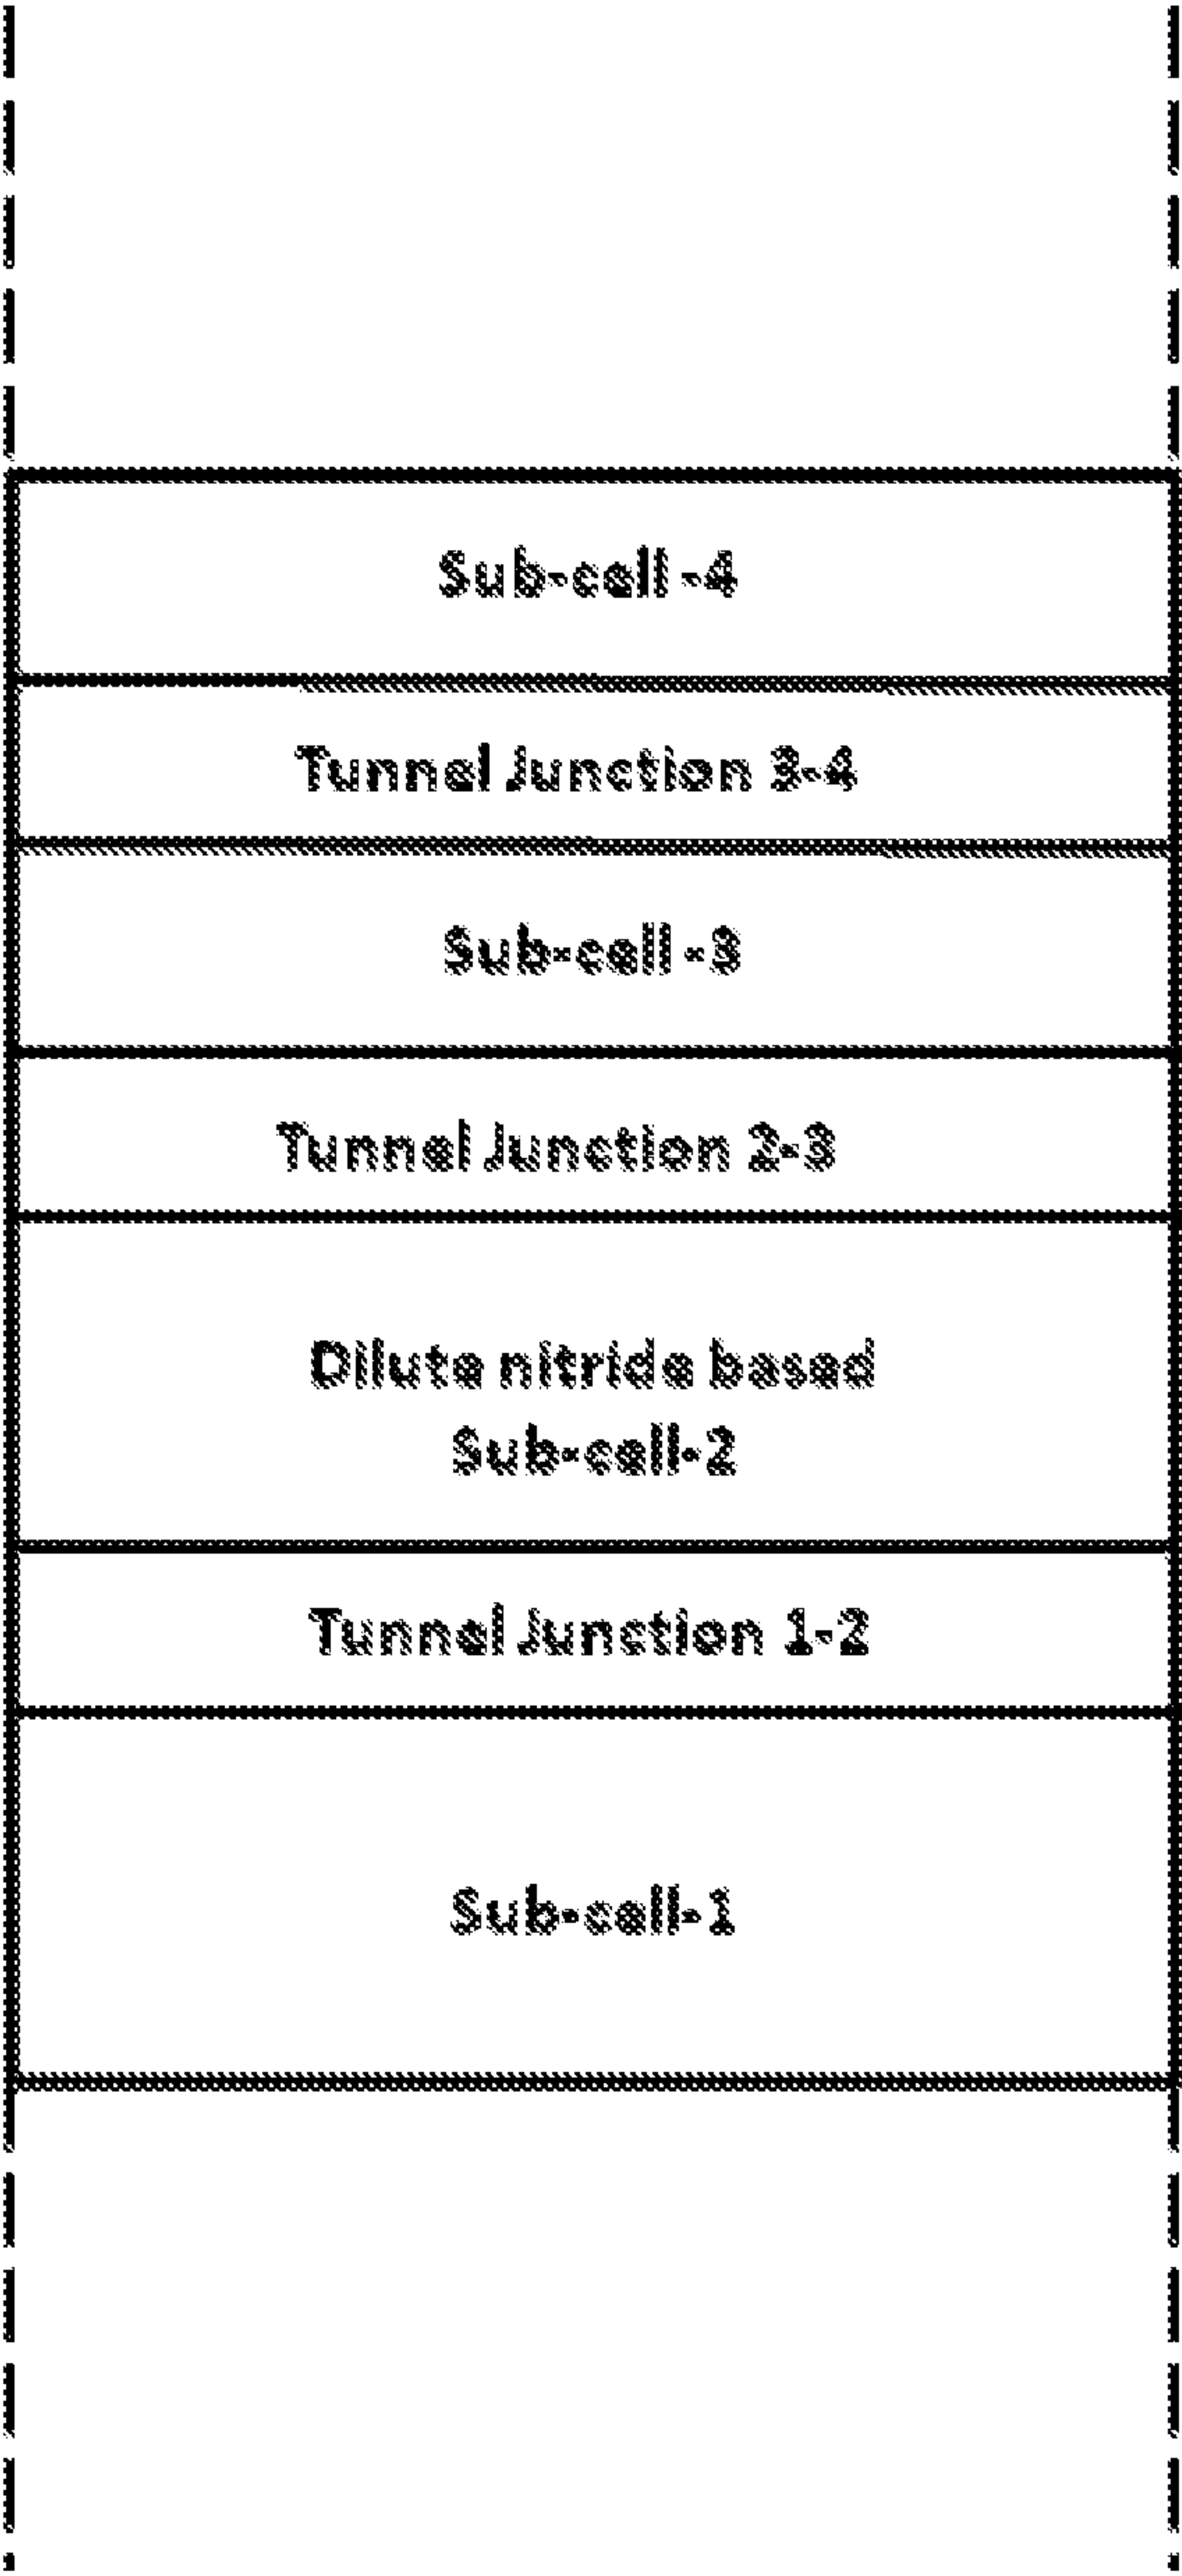 Sub-cell -4
Tunnel Junction 3-4
Sub-cell -3
Tunnel Junction 2-3
Dilute nitride based
Sub-cell-2
Tunnel Junction 1-2
Sub-cell-1